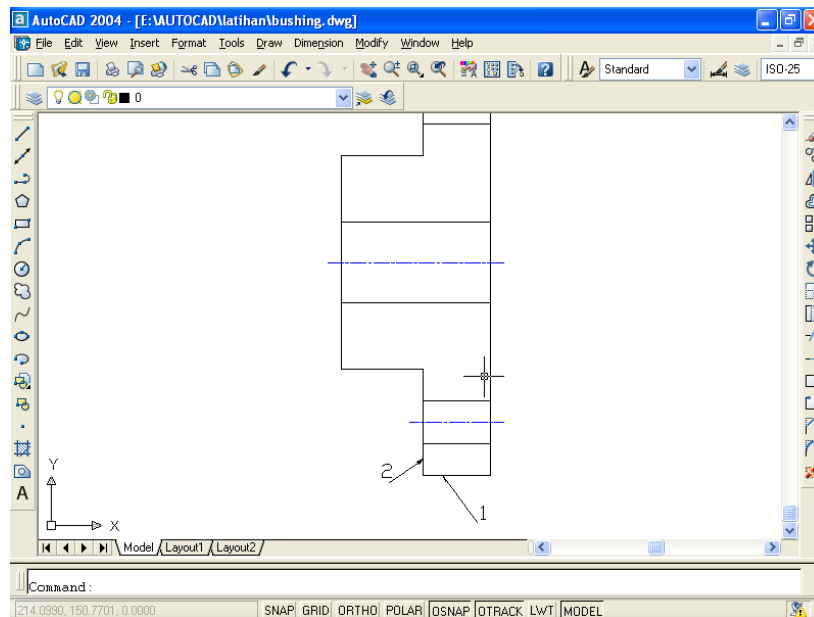 AutoCAD 2004 - [E:\AUTOCAD\latihan\bushing.dwg]
File Edit View Insert Format Tools Draw Dimension Modify Window Help
Standard ISO-25
0
2
1
Y
X
A
Model Layout1 Layout2
Command:
214.0990, 150.7701, 0.0000 SNAP GRID ORTHO POLAR OSNAP OTRACK LWT MODEL